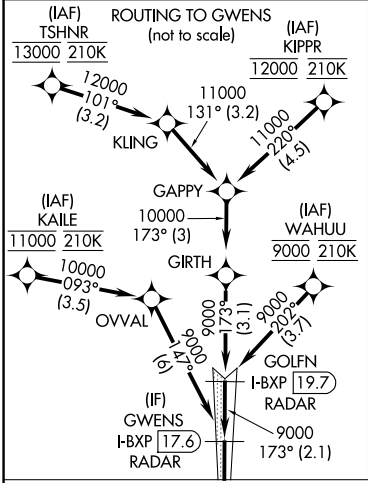 ROUTING TO GWENS
(not to scale)
(IAF)
TSHNR
13000 210K
(IAF)
KIPPR
12000 210K
12000
101°
(3.2)
KLING
11000
131° (3.2)
11000
220°
(4.5)
GAPPY
(IAF)
KAILE
11000 210K
10000
173° (3)
(IAF)
WAHUU
9000 210K
10000
093°
(3.5)
GIRTH
OVVAL
9000
147°
(6)
9000
173°
(3.1)
9000
202°
(3.7)
GOLFN
I-BXP 19.7
RADAR
(IF)
GWENS
I-BXP 17.6
RADAR
9000
173° (2.1)